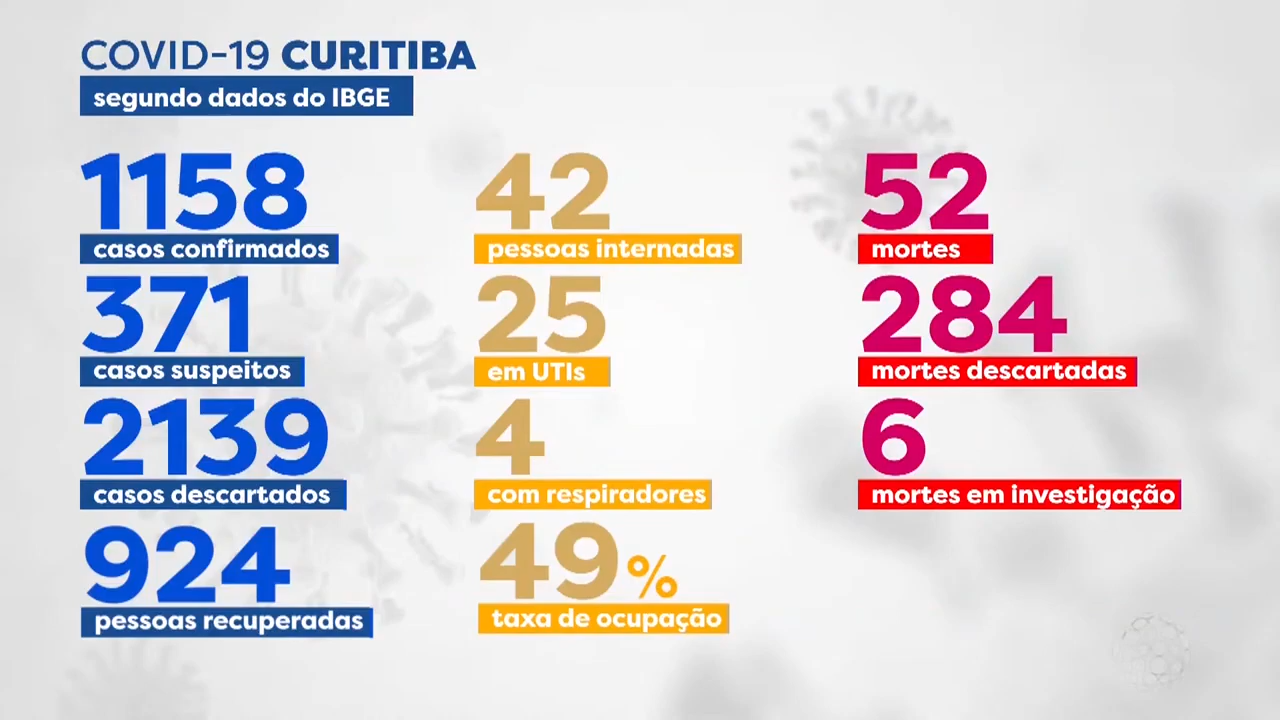 COVID-19 CURITIBA
segundo dados do IBGE
1158
casos confirmados
371
casos suspeitos
2139
casos descartados
924
pessoas recuperadas
42
pessoas internadas
25
em UTIs
4
com respiradores
49%
taxa de ocupação
52
mortes
284
mortes descartadas
6
mortes em investigação